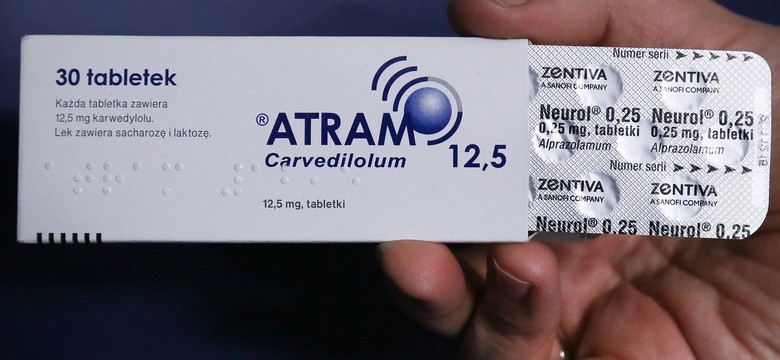 30 tabletek
Każda tabletka zawiera
12,5 mg karwedylolu.
Lek zawiera sacharozę i laktozę.
® ATRAM
Carvedilolum
12,5
12,5 mg, tabletki
Numer serii
ZENTIVA ZENTIVA
A SANOFI COMPANY A SANOFI COMPANY
Neurol® 0,25 Neurol® 0,25
0,25 mg, tabletki 0,25 mg, tabletki
Alprazolamum Alprazolamum
Numer serii
ZENTIVA ZENTIVA
A SANOFI COMPANY A SANOFI COMPANY
Neurol® 0,25 Neurol® 0,25